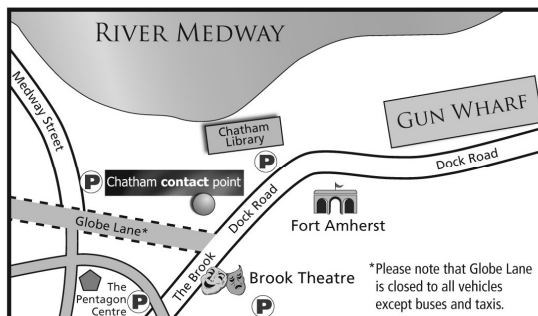 RIVER MEDWAY
Medway Street
Chatham
Library
GUN WHARF
P
Dock Road
P
Chatham contact point
Dock Road
Fort Amherst
Globe Lane*
The Brook
Brook Theatre
The
Pentagon
Centre
P
P
*Please note that Globe Lane
is closed to all vehicles
except buses and taxis.